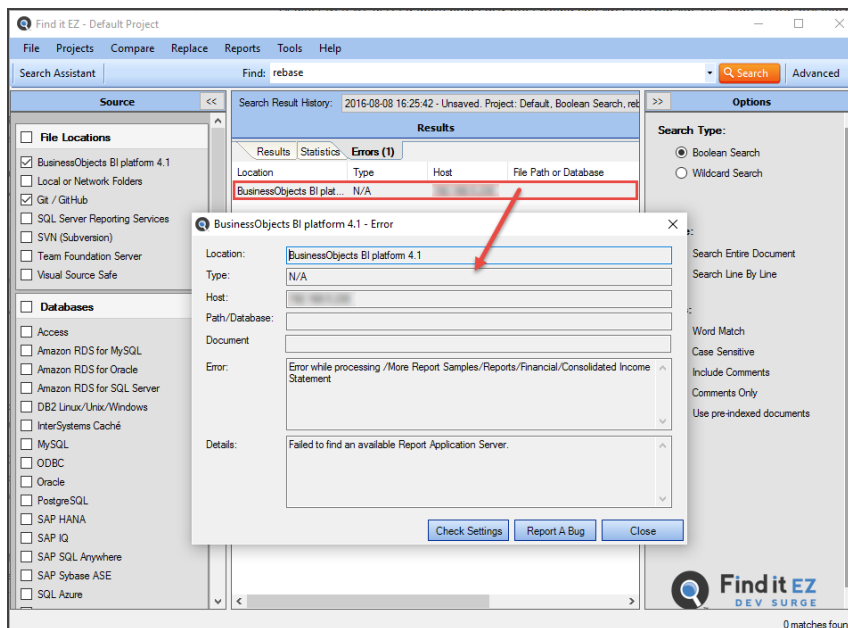 Find it EZ - Default Project
File Projects Compare Replace Reports Tools Help
Search Assistant
Find: rebase
Search
Advanced
Source
<<
File Locations
BusinessObjects BI platform 4.1
Local or Network Folders
Git / GitHub
SQL Server Reporting Services
SVN (Subversion)
Team Foundation Server
Visual Source Safe
Databases
Access
Amazon RDS for MySQL
Amazon RDS for Oracle
Amazon RDS for SQL Server
DB2 Linux/Unix/Windows
InterSystems Caché
MySQL
ODBC
Oracle
PostgreSQL
SAP HANA
SAP IQ
SAP SQL Anywhere
SAP Sybase ASE
SQL Azure
Search Result History: 2016-08-08 16:25:42 - Unsaved. Project: Default, Boolean Search, reb
Results
Results Statistics Errors (1)
Location Type Host File Path or Database
BusinessObjects BI plat... N/A
>>
Options
Search Type:
Boolean Search
Wildcard Search
Search Entire Document
Search Line By Line
Word Match
Case Sensitive
Include Comments
Comments Only
Use pre-indexed documents
BusinessObjects BI platform 4.1 - Error
Location: BusinessObjects BI platform 4.1
Type: N/A
Host:
Path/Database:
Document
Error: Error while processing /More Report Samples/Reports/Financial/Consolidated Income
Statement
Details: Failed to find an available Report Application Server.
Check Settings Report A Bug Close
Find it EZ
DEV SURGE
0 matches foun